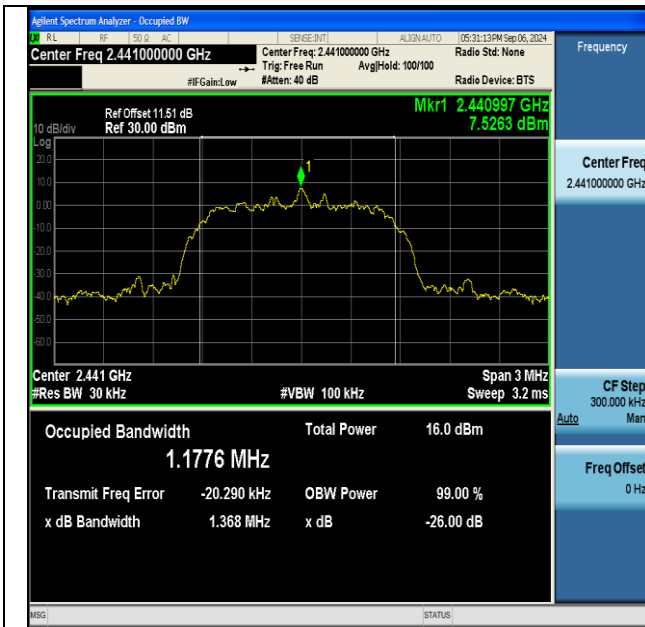 Agilent Spectrum Analyzer - Occupied BW
RL RF 50 Ω AC SENSE:INT ALIGN AUTO 05:31:13 PM Sep 06, 2024
Center Freq 2.441000000 GHz Center Freq: 2.441000000 GHz Radio Std: None Frequency
Trig: Free Run Avg|Hold: 100/100
#IFGain:Low #Atten: 40 dB Radio Device: BTS
Ref Offset 11.51 dB Mkr1 2.440997 GHz
10 dB/div Ref 30.00 dBm 7.5263 dBm
Log
20.0
10.0
0.00
-10.0
-20.0
-30.0
-40.0
-50.0
-60.0
1
Center Freq
2.441000000 GHz
Center 2.441 GHz Span 3 MHz
#Res BW 30 kHz #VBW 100 kHz Sweep 3.2 ms
CF Step
300.000 kHz
Auto Man
Occupied Bandwidth Total Power 16.0 dBm
1.1776 MHz
Freq Offset
0 Hz
Transmit Freq Error -20.290 kHz OBW Power 99.00 %
x dB Bandwidth 1.368 MHz x dB -26.00 dB
MSG STATUS